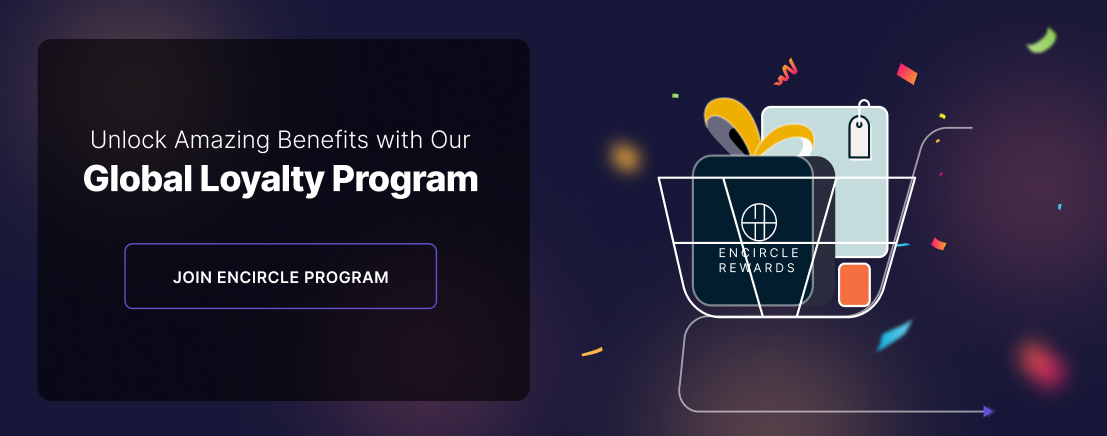 Unlock Amazing Benefits with Our
Global Loyalty Program
JOIN ENCIRCLE PROGRAM
ENCIRCLE
REWARDS